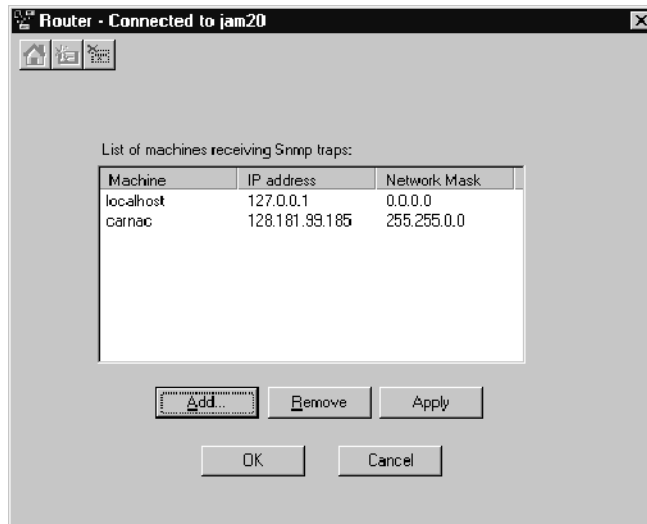 Router - Connected to jam20
List of machines receiving Snmp traps:
Machine IP address Network Mask
localhost 127.0.0.1 0.0.0.0
carnac 128.181.99.185 255.255.0.0
Add... Remove Apply
OK Cancel